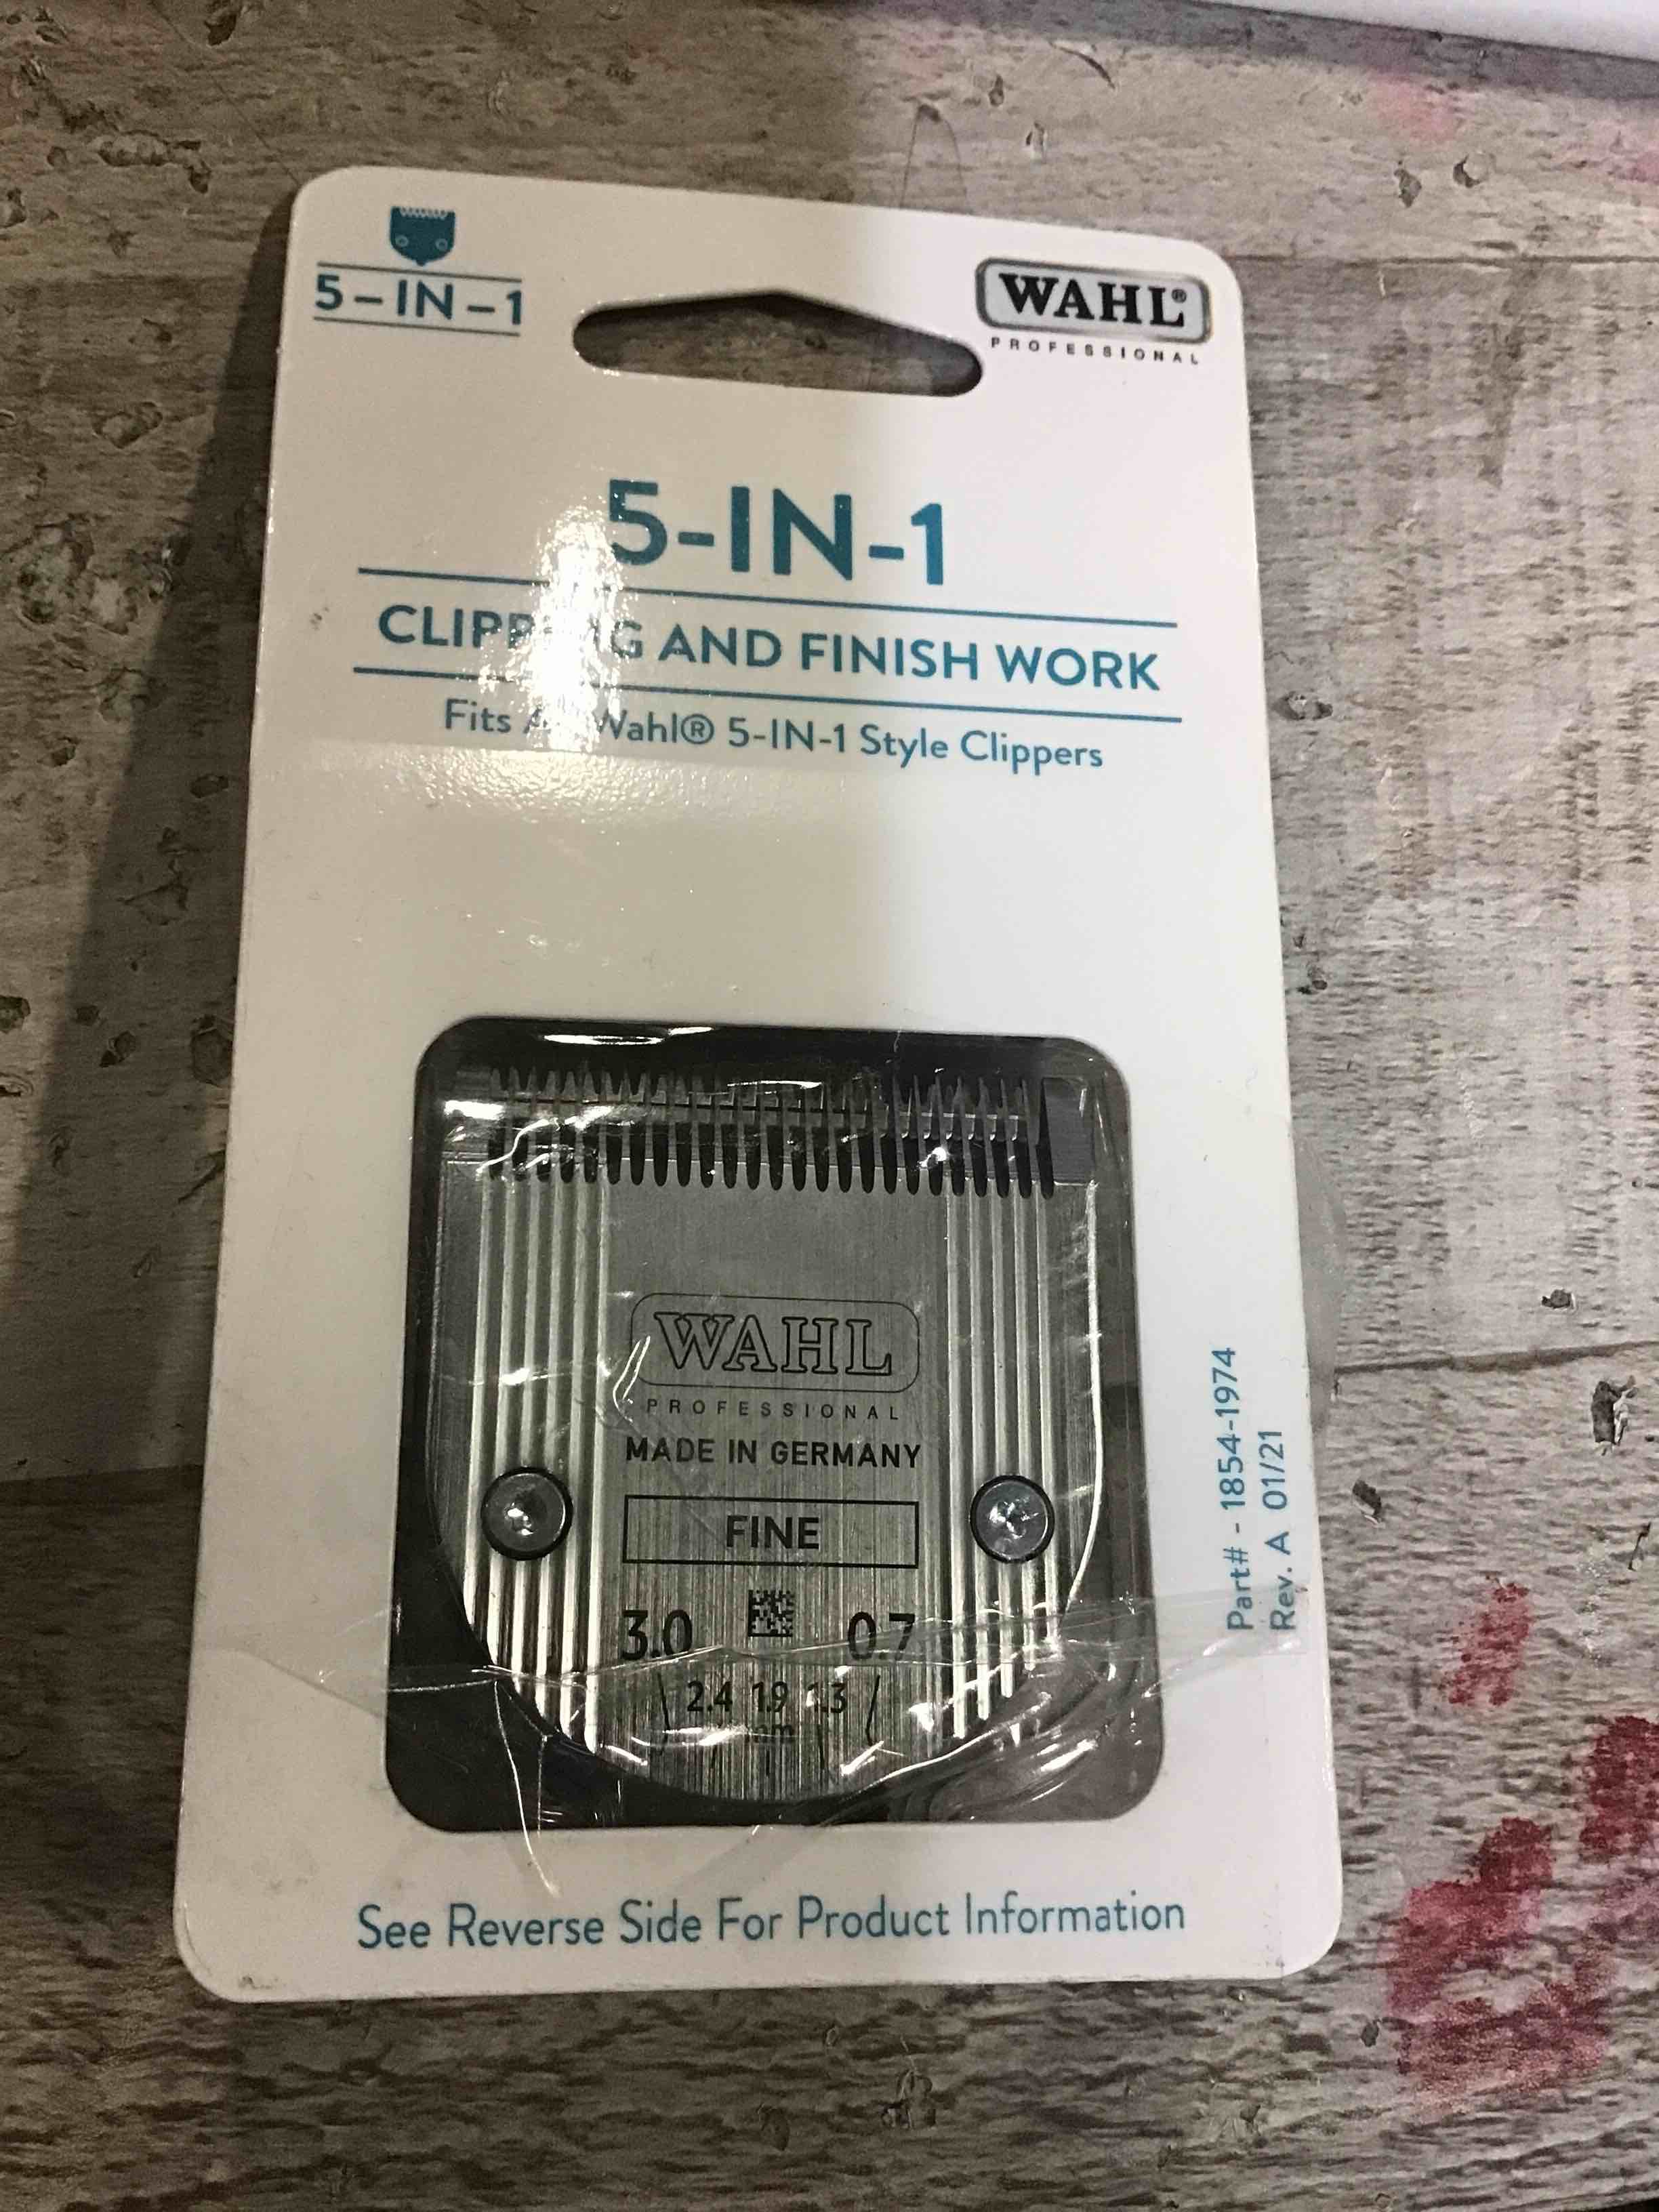 5-IN-1
WAHL®
PROFESSIONAL
5-IN-1
AND FINISH WORK
Fits Wahl® 5-IN-1 Style Clippers
WAHL
PROFESSIONAL
MADE IN GERMANY
FINE
3.0 0.7
2.4 1.9 1.3
mm
Part# - 1854-1974
Rev. A 01/21
See Reverse Side For Product Information